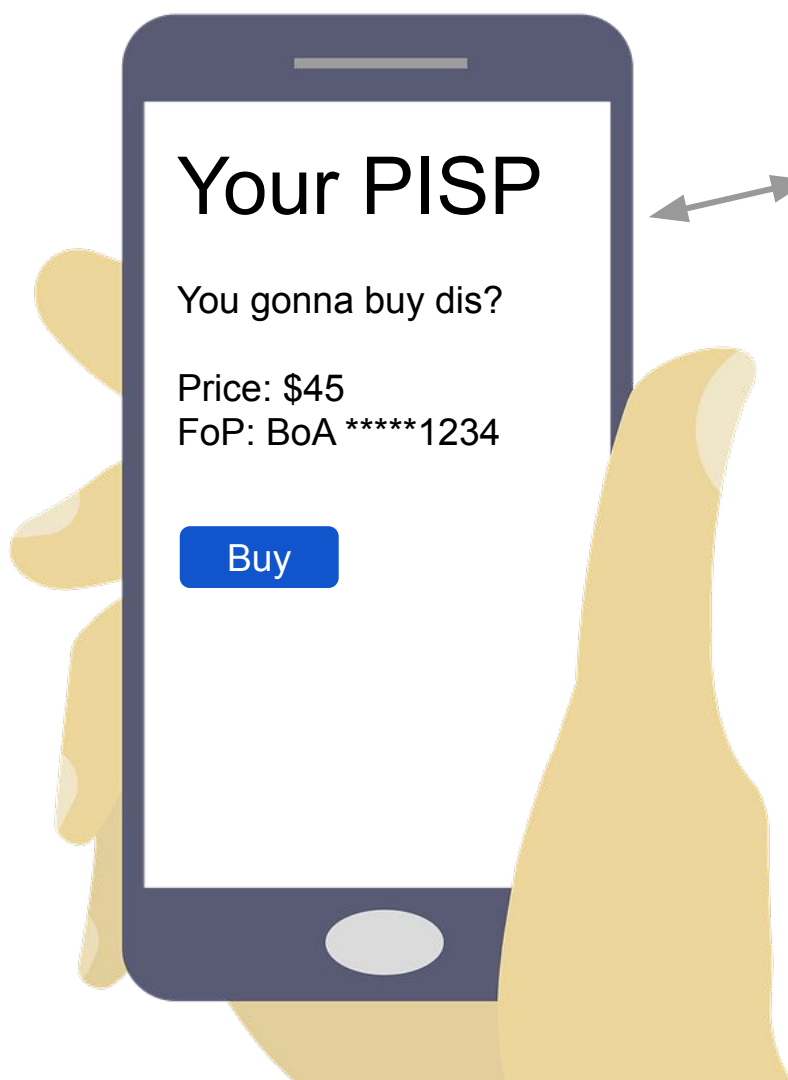 Your PISP
You gonna buy dis?
Price: $45
FoP: BoA *****1234
Buy